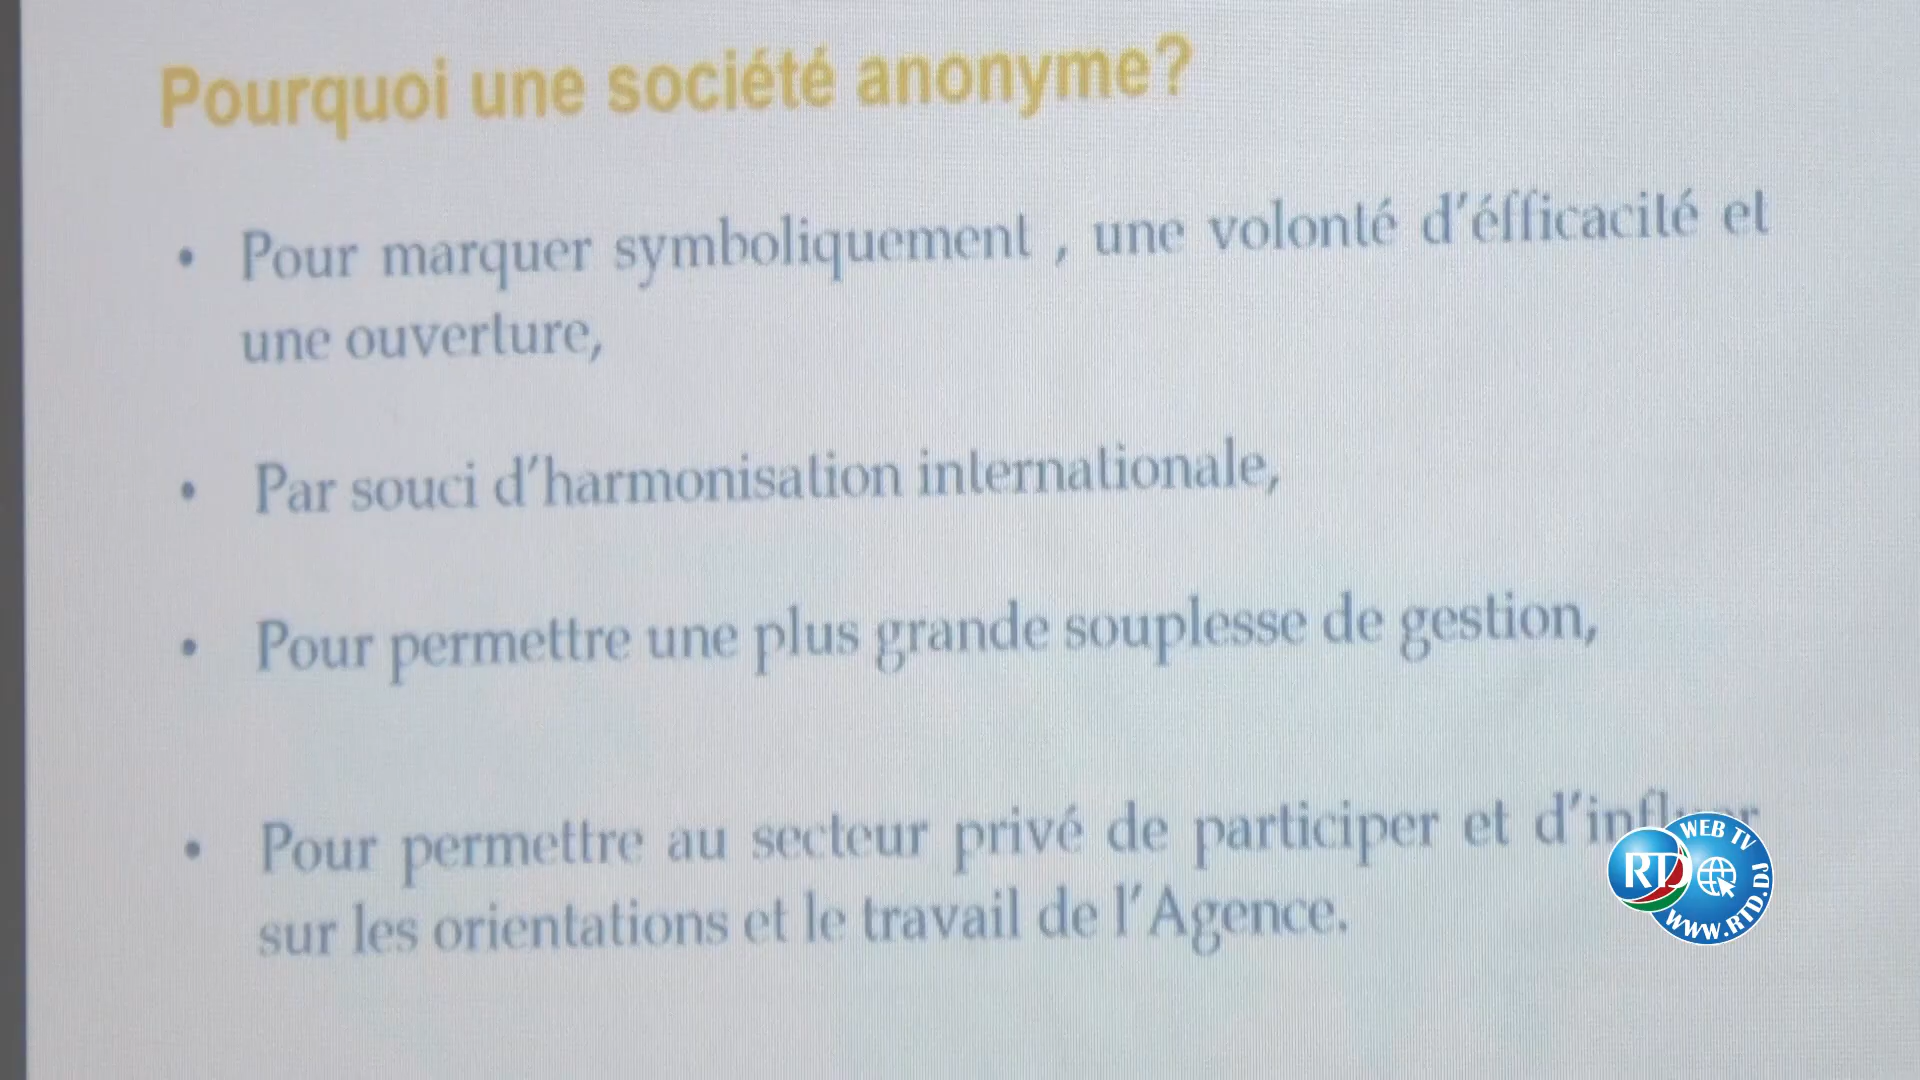 Pourquoi une société anonyme?
• Pour marquer symboliquement , une volonté d'éfficacité et
une ouverture,
• Par souci d'harmonisation internationale,
• Pour permettre une plus grande souplesse de gestion,
• Pour permettre au secteur privé de participer et d'influer
sur les orientations et le travail de l'Agence.
WEB TV
RTD
WWW.RTD.DJ